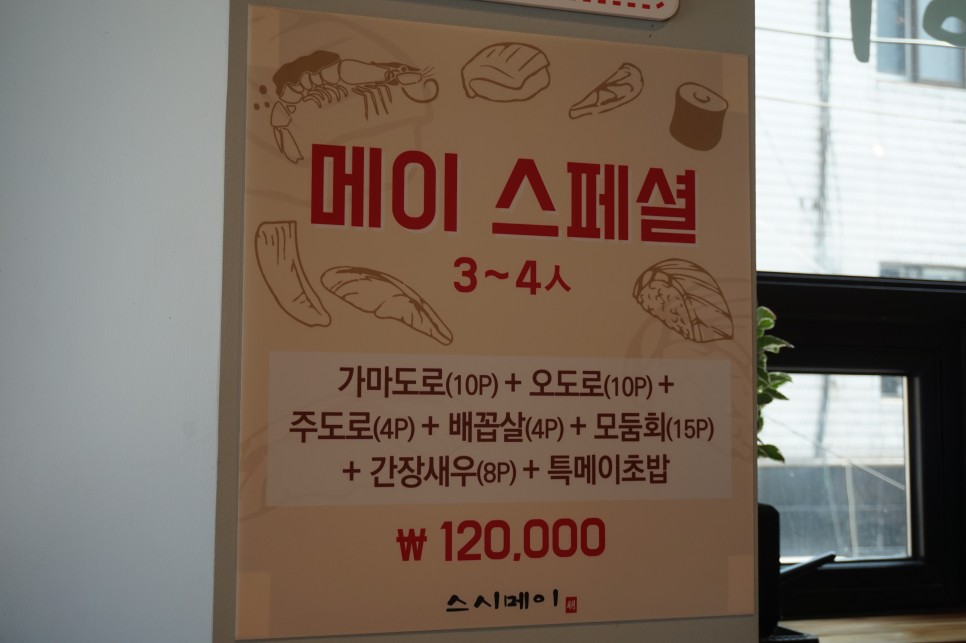 메이 스페셜
3~4人
가마도로(10P) + 오도로(10P) +
주도로(4P) + 배꼽살(4P) + 모둠회(15P)
+ 간장새우(8P) + 특메이초밥
₩ 120,000
스시메이